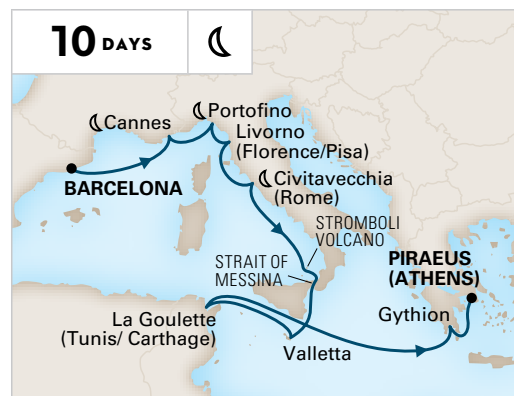 10 DAYS
Portofino
Cannes
Livorno
(Florence/Pisa)
BARCELONA
Civitavecchia
(Rome)
STROMBOLI
VOLCANO
STRAIT OF
MESSINA
PIRAEUS
(ATHENS)
La Goulette
(Tunis/ Carthage)
Gythion
Valletta